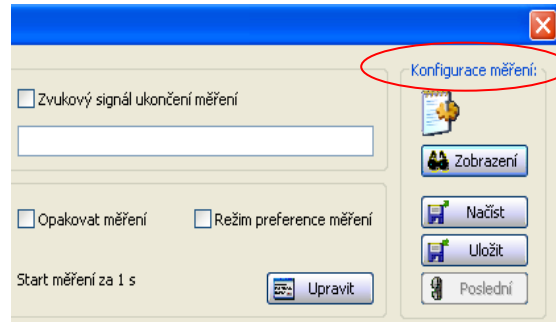 Konfigurace měření:
Zvukový signál ukončení měření
Zobrazení
Opakovat měření
Režim preference měření
Načíst
Uložit
Start měření za 1 s
Upravit
Poslední